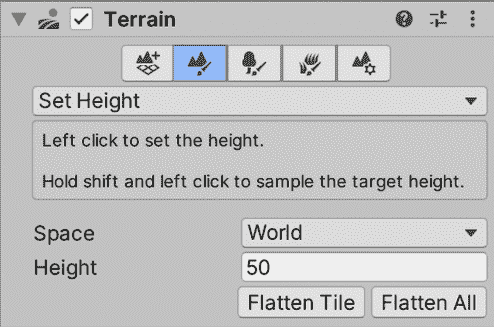 Terrain
Set Height
Left click to set the height.
Hold shift and left click to sample the target height.
Space World
Height 50
Flatten Tile Flatten All